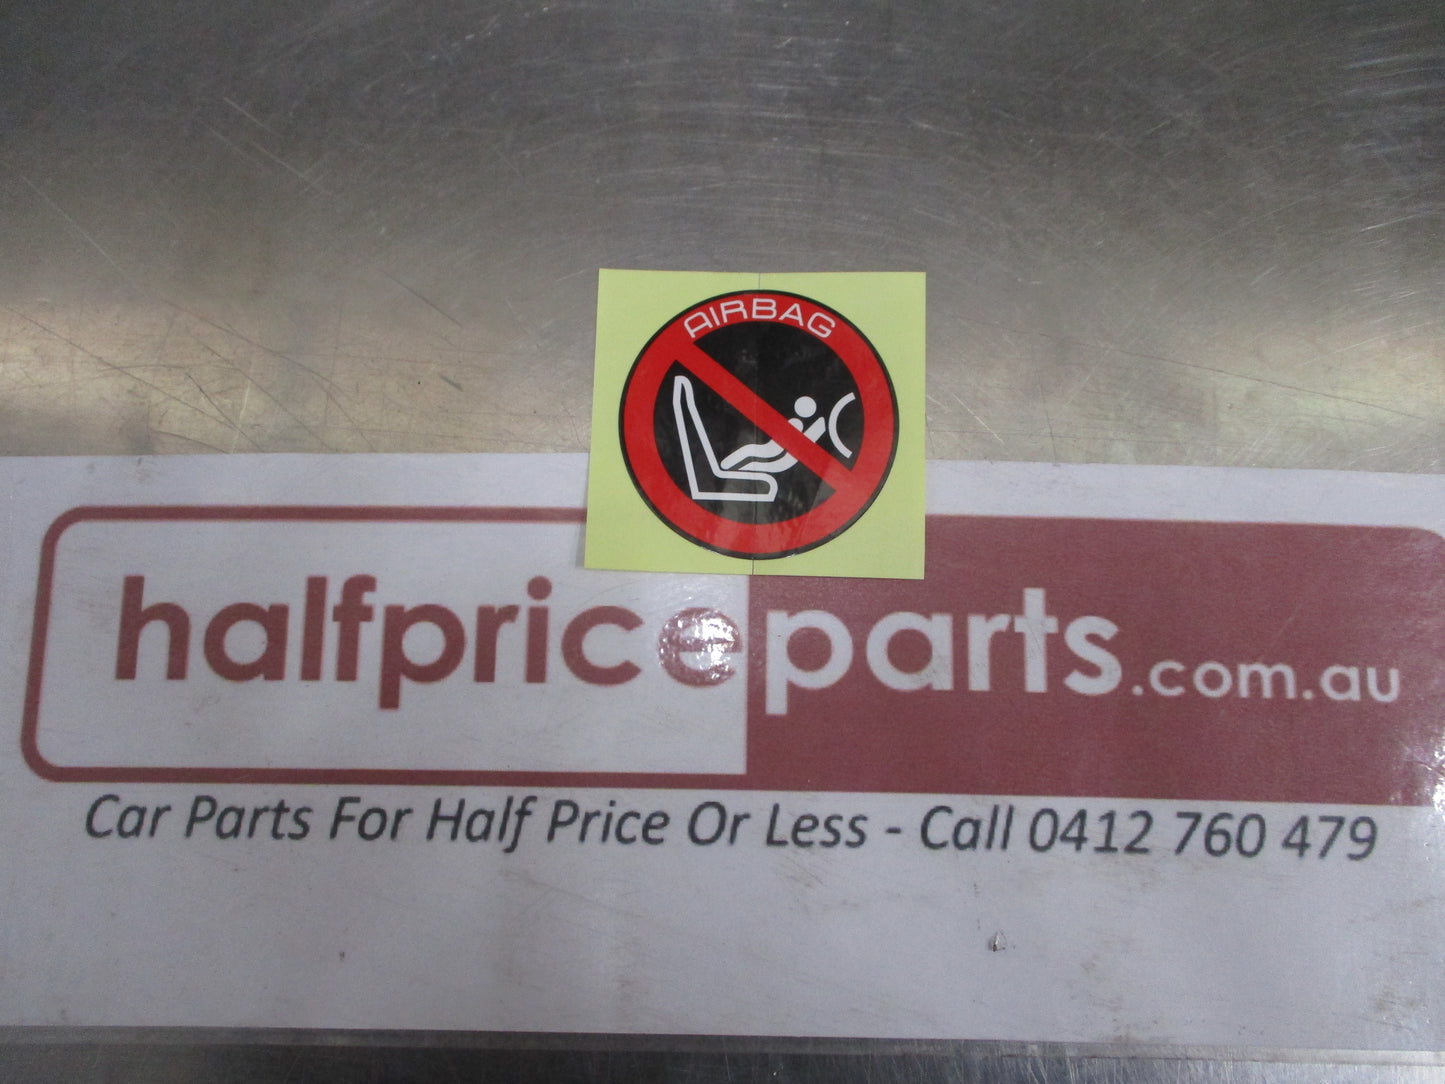 AIRBAG
halfpriceparts.com.au
Car Parts For Half Price Or Less - Call 0412 760 479